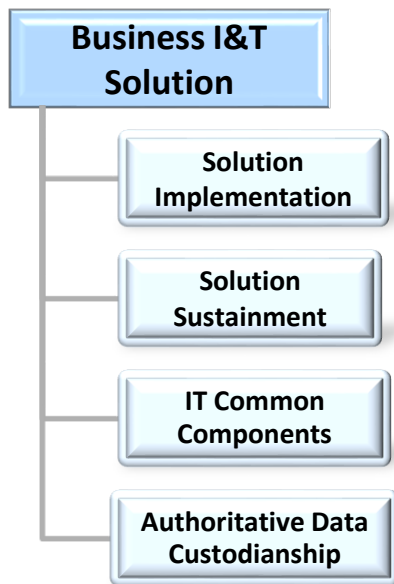 Business I&T
Solution
Solution
Implementation
Solution
Sustainment
IT Common
Components
Authoritative Data
Custodianship